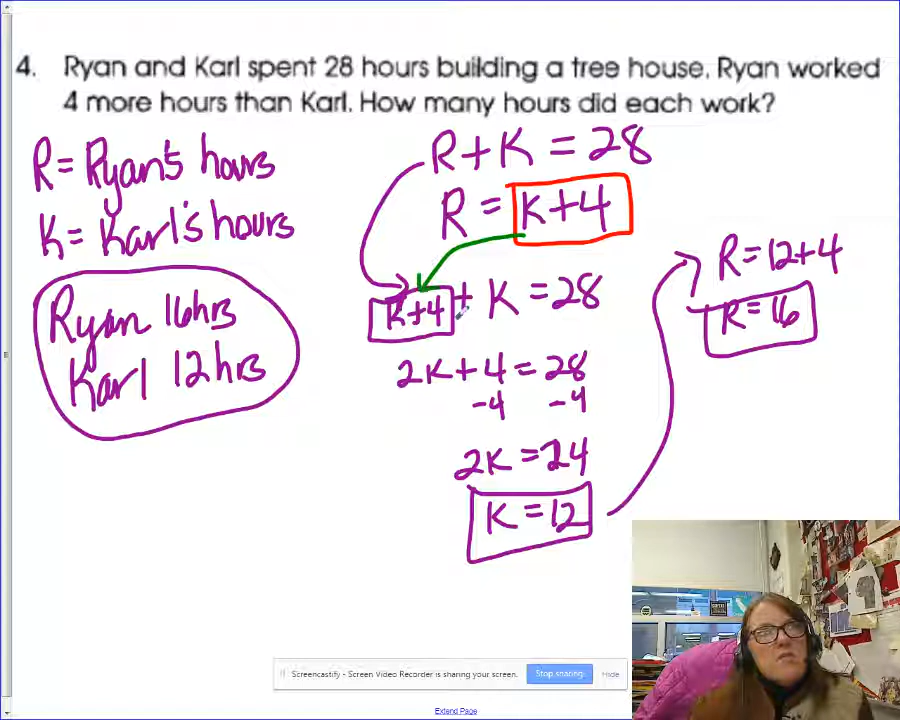 4. Ryan and Karl spent 28 hours building a tree house. Ryan worked
4 more hours than Karl. How many hours did each work?
R = Ryan's hours
K = Karl's hours
Ryan 16hrs
Karl 12hrs
R + K = 28
R = K+4
K+4 + K = 28
2K + 4 = 28
-4 -4
2K = 24
K = 12
R = 12+4
R = 16
Screencastify - Screen Video Recorder is sharing your screen.
Stop sharing
Hide
Extend Page